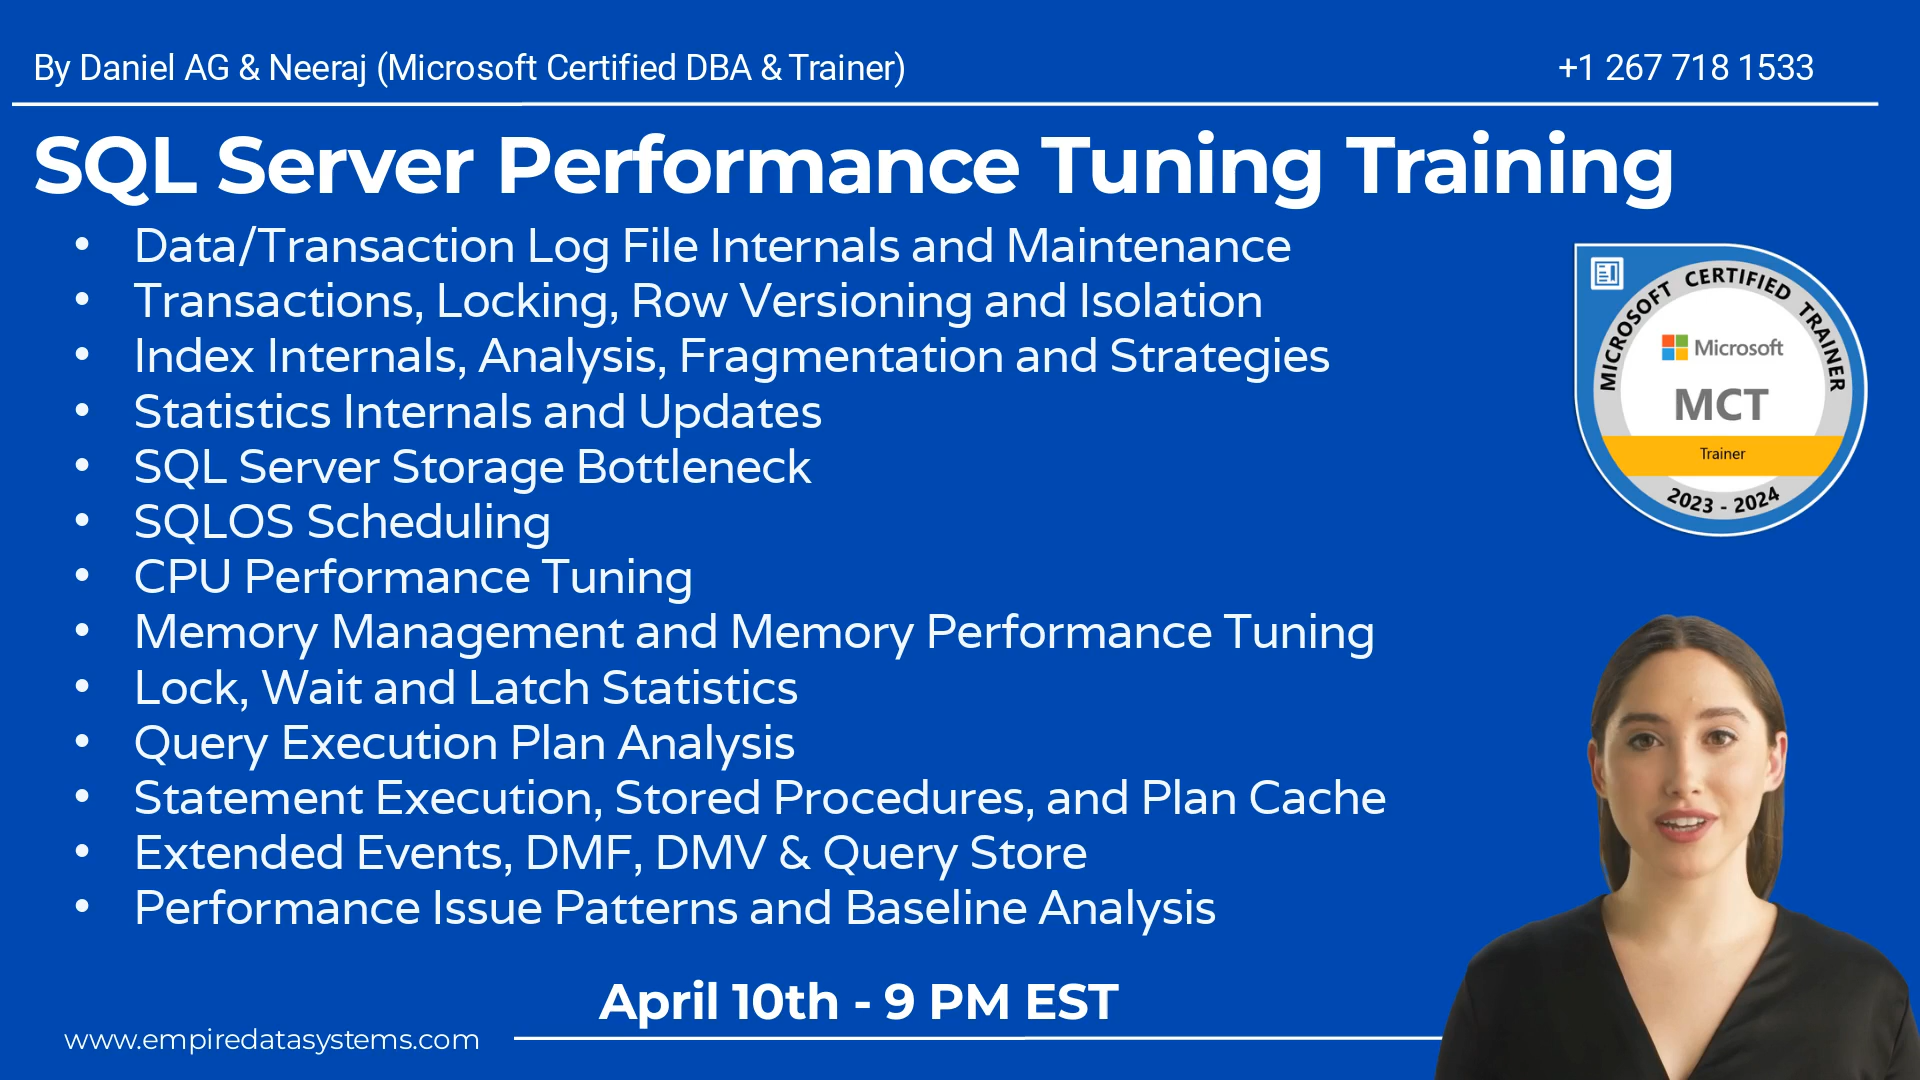 By Daniel AG & Neeraj (Microsoft Certified DBA & Trainer)
+1 267 718 1533
SQL Server Performance Tuning Training
• Data/Transaction Log File Internals and Maintenance
• Transactions, Locking, Row Versioning and Isolation
• Index Internals, Analysis, Fragmentation and Strategies
• Statistics Internals and Updates
• SQL Server Storage Bottleneck
• SQLOS Scheduling
• CPU Performance Tuning
• Memory Management and Memory Performance Tuning
• Lock, Wait and Latch Statistics
• Query Execution Plan Analysis
• Statement Execution, Stored Procedures, and Plan Cache
• Extended Events, DMF, DMV & Query Store
• Performance Issue Patterns and Baseline Analysis
MICROSOFT CERTIFIED TRAINER
Microsoft
MCT
Trainer
2023 - 2024
April 10th - 9 PM EST
www.empiredatasystems.com